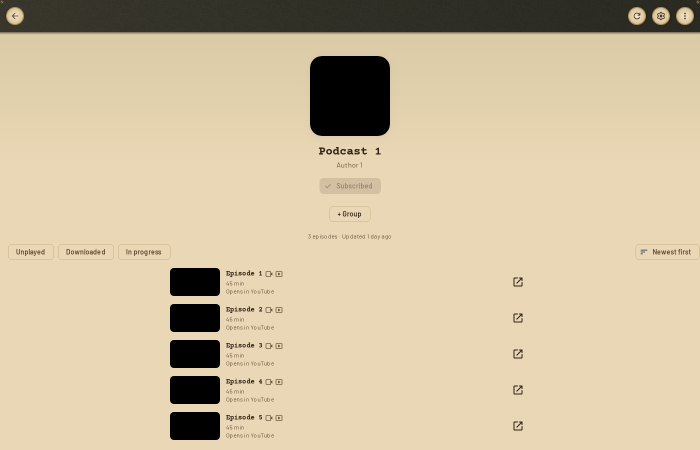 Podcast 1
Author 1
Subscribed
+ Group
3 episodes · Updated 1 day ago
Unplayed
Downloaded
In progress
Newest first
Episode 1
45 min
Opens in YouTube
Episode 2
45 min
Opens in YouTube
Episode 3
45 min
Opens in YouTube
Episode 4
45 min
Opens in YouTube
Episode 5
45 min
Opens in YouTube